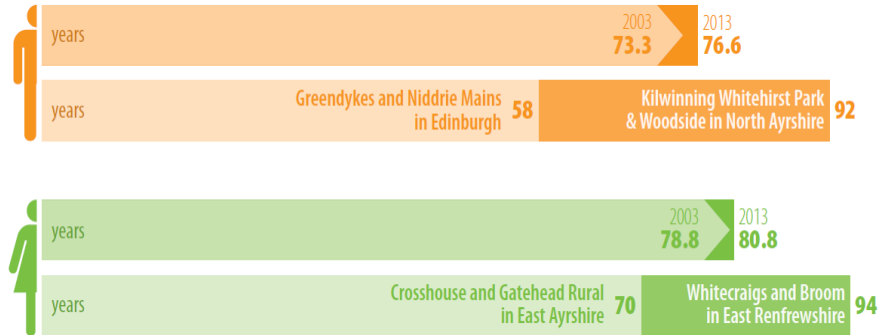 years
2003
73.3
2013
76.6
years
Greendykes and Niddrie Mains
in Edinburgh
58
Kilwinning Whitehirst Park
& Woodside in North Ayrshire
92
years
2003
78.8
2013
80.8
years
Crosshouse and Gatehead Rural
in East Ayrshire
70
Whitecraigs and Broom
in East Renfrewshire
94